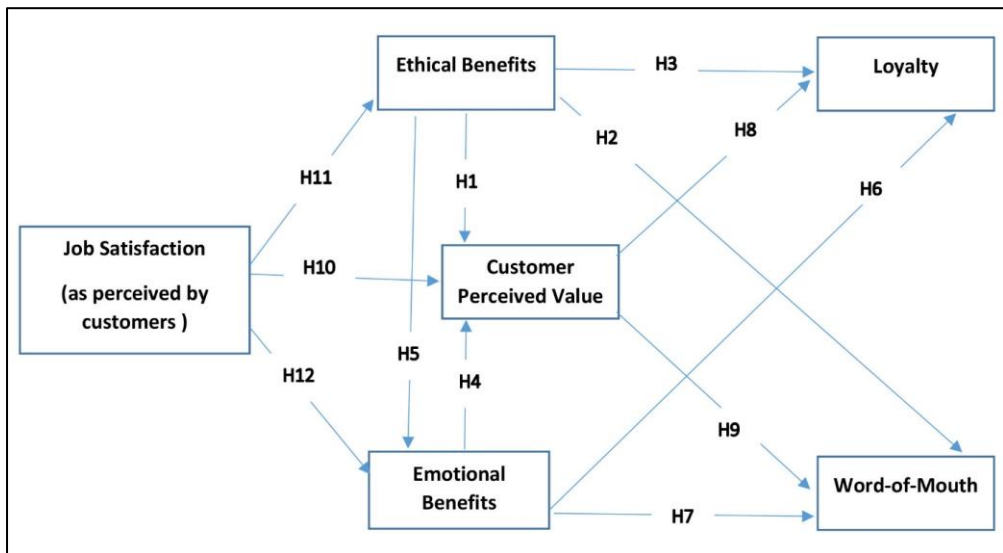 Ethical Benefits
H3
Loyalty
H2
H8
H1
H11
H6
Job Satisfaction
(as perceived by
customers )
H10
Customer
Perceived Value
H5
H4
H12
H9
Emotional
Benefits
H7
Word-of-Mouth